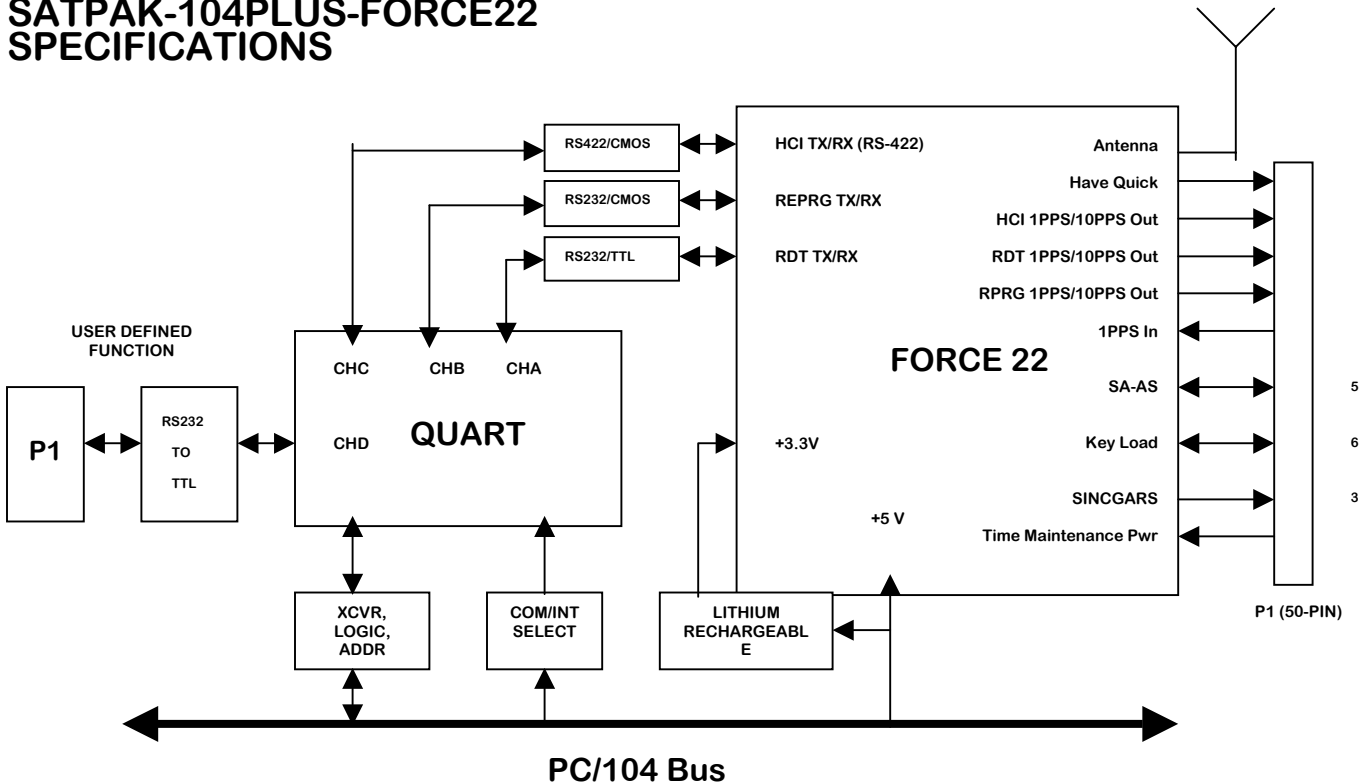 SATPAK-104PLUS-FORCE22
SPECIFICATIONS
RS422/CMOS
HCI TX/RX (RS-422)
Antenna
RS232/CMOS
REPRG TX/RX
Have Quick
HCI 1PPS/10PPS Out
RS232/TTL
RDT TX/RX
RDT 1PPS/10PPS Out
RPRG 1PPS/10PPS Out
USER DEFINED
FUNCTION
1PPS In
FORCE 22
CHC
CHB
CHA
SA-AS
5
P1
RS232
TO
TTL
CHD
QUART
+3.3V
Key Load
6
SINCGARS
3
+5 V
Time Maintenance Pwr
XCVR,
LOGIC,
ADDR
COM/INT
SELECT
LITHIUM
RECHARGEABL
E
P1 (50-PIN)
PC/104 Bus